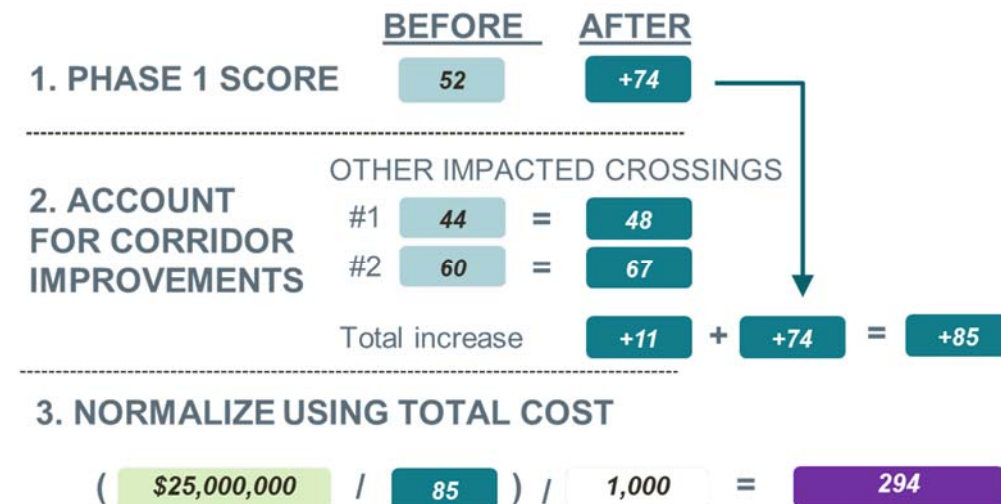 BEFORE AFTER
1. PHASE 1 SCORE 52 +74
OTHER IMPACTED CROSSINGS
2. ACCOUNT
FOR CORRIDOR
IMPROVEMENTS
#1 44 = 48
#2 60 = 67
Total increase +11 + +74 = +85
3. NORMALIZE USING TOTAL COST
( $25,000,000 / 85 ) / 1,000 = 294